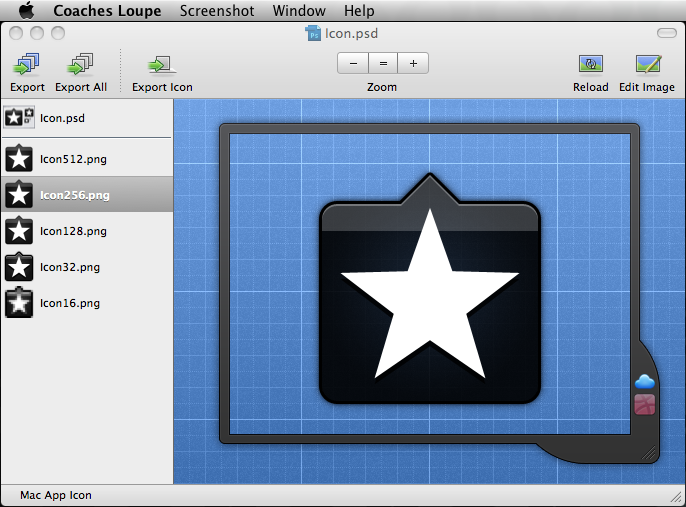 Coaches Loupe Screenshot Window Help
Icon.psd
− = +
Export Export All Export Icon Zoom Reload Edit Image
Icon.psd
Icon512.png
Icon256.png
Icon128.png
Icon32.png
Icon16.png
Mac App Icon